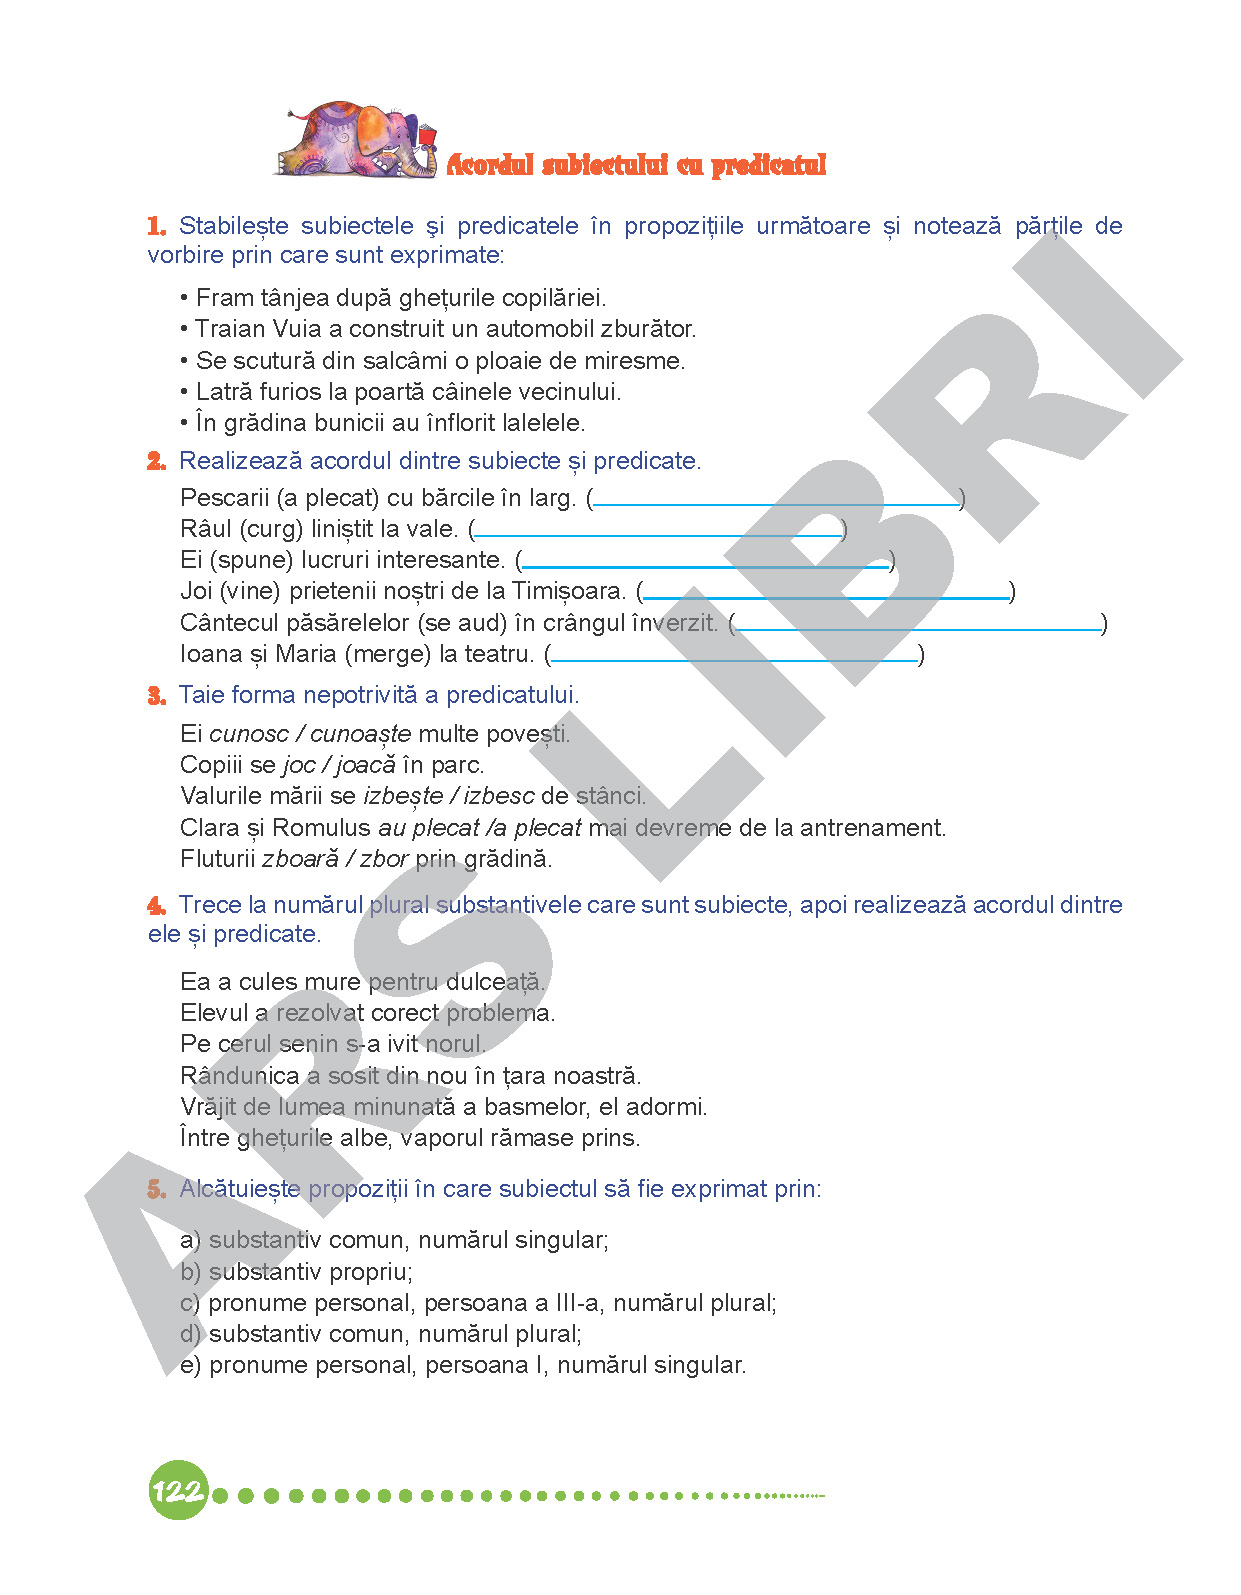 Acordul subiectului cu predicatul
1. Stabilește subiectele şi predicatele în propozițiile următoare și notează părțile de
vorbire prin care sunt exprimate:
• Fram tânjea după ghețurile copilăriei.
• Traian Vuia a construit un automobil zburător.
• Se scutură din salcâmi o ploaie de miresme.
• Latră furios la poartă câinele vecinului.
• În grădina bunicii au înflorit lalelele.
2. Realizează acordul dintre subiecte și predicate.
Pescarii (a plecat) cu bărcile în larg. ( )
Râul (curg) liniștit la vale. ( )
Ei (spune) lucruri interesante. ( )
Joi (vine) prietenii noștri de la Timișoara. ( )
Cântecul păsărelelor (se aud) în crângul înverzit. ( )
Ioana și Maria (merge) la teatru. ( )
3. Taie forma nepotrivită a predicatului.
Ei cunosc / cunoaște multe povești.
Copiii se joc / joacă în parc.
Valurile mării se izbește / izbesc de stânci.
Clara și Romulus au plecat /a plecat mai devreme de la antrenament.
Fluturii zboară / zbor prin grădină.
4. Trece la numărul plural substantivele care sunt subiecte, apoi realizează acordul dintre
ele și predicate.
Ea a cules mure pentru dulceață.
Elevul a rezolvat corect problema.
Pe cerul senin s-a ivit norul.
Rândunica a sosit din nou în țara noastră.
Vrăjit de lumea minunată a basmelor, el adormi.
Între ghețurile albe, vaporul rămase prins.
5. Alcătuiește propoziții în care subiectul să fie exprimat prin:
a) substantiv comun, numărul singular;
b) substantiv propriu;
c) pronume personal, persoana a III-a, numărul plural;
d) substantiv comun, numărul plural;
e) pronume personal, persoana I, numărul singular.
122
ARS LIBRI